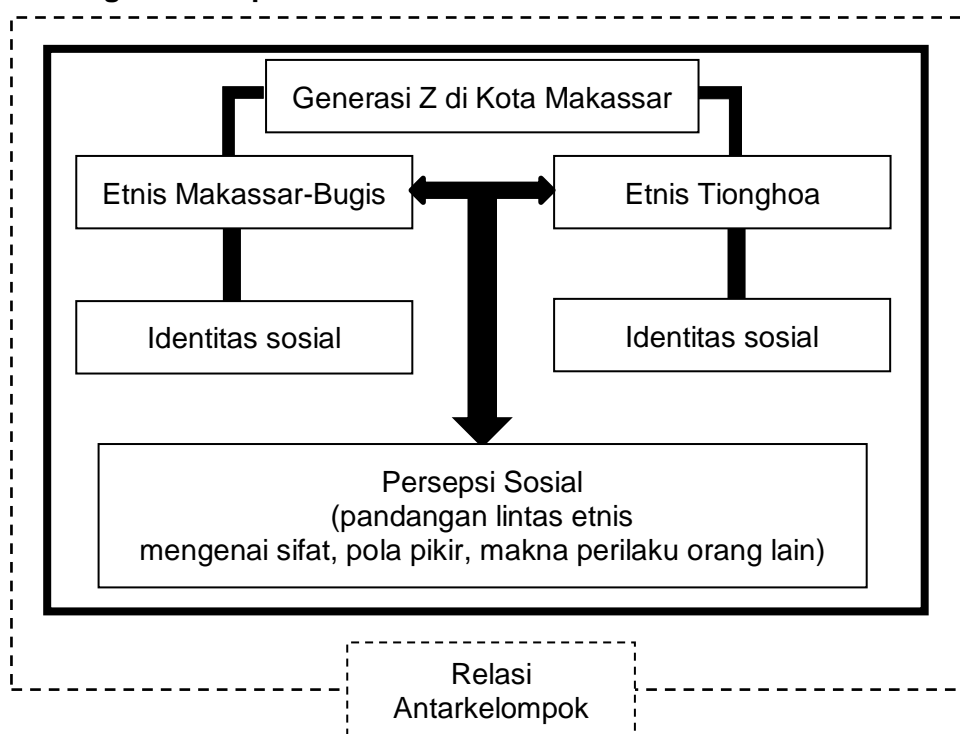 Generasi Z di Kota Makassar
Etnis Makassar-Bugis
Etnis Tionghoa
Identitas sosial
Identitas sosial
Persepsi Sosial
(pandangan lintas etnis
mengenai sifat, pola pikir, makna perilaku orang lain)
Relasi
Antarkelompok